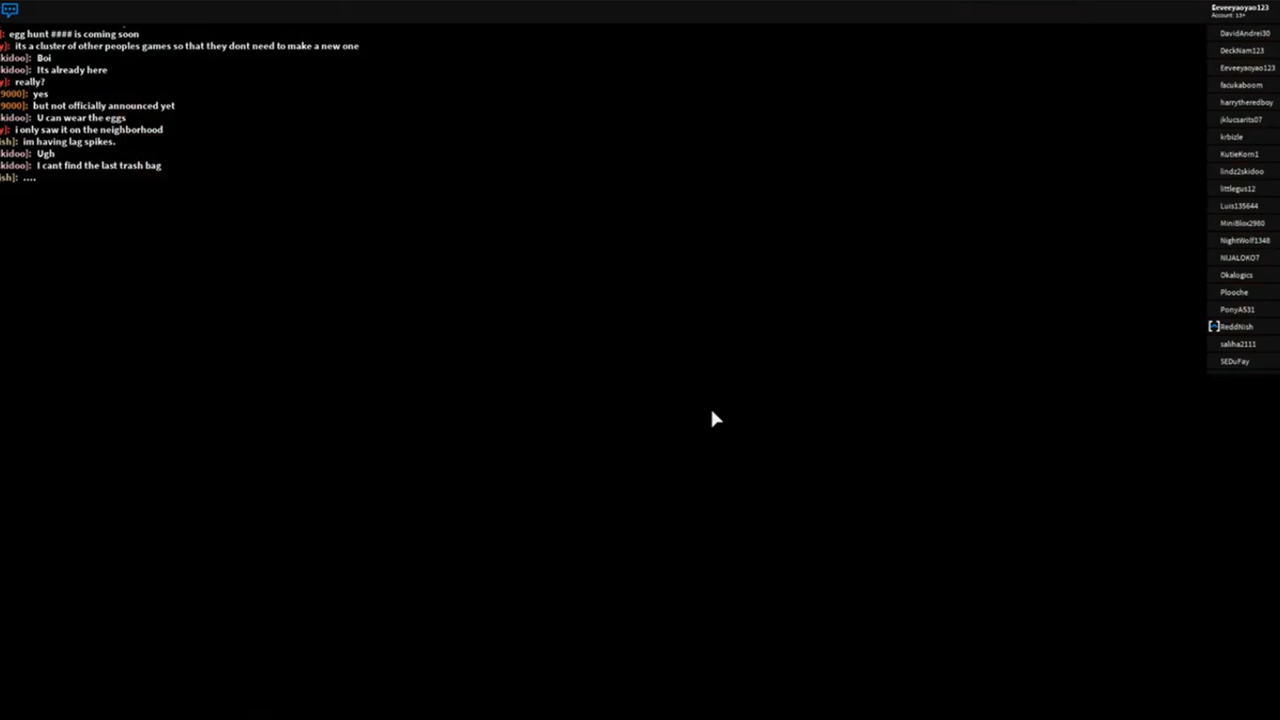 ]: egg hunt #### is coming soon
y]: its a cluster of other peoples games so that they dont need to make a new one
kidoo]: Boi
kidoo]: Its already here
y]: really?
9000]: yes
9000]: but not officially announced yet
kidoo]: U can wear the eggs
y]: i only saw it on the neighborhood
ish]: im having lag spikes.
kidoo]: Ugh
kidoo]: I cant find the last trash bag
ish]: ....
Eeveeyaoyao123
Account: 13+
DavidAndrei30
DeckNam123
Eeveeyaoyao123
facukaboom
harrytheredboy
jklucsarits07
krbizle
KutieKorn1
lindz2skidoo
littlegus12
Luis135644
MiniBlox2980
NightWolf1348
NIJALOKO7
Okalogics
Plooche
PonyA531
ReddNish
saliha2111
SEDuFay